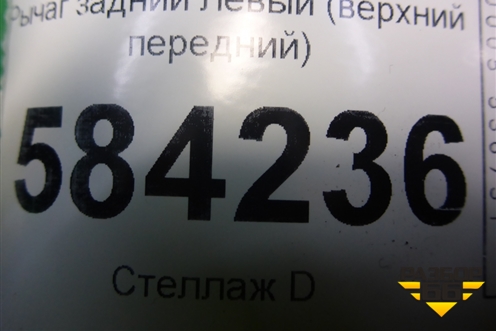 Рычаг задний левый (верхний
передний)
584236
Стеллаж D